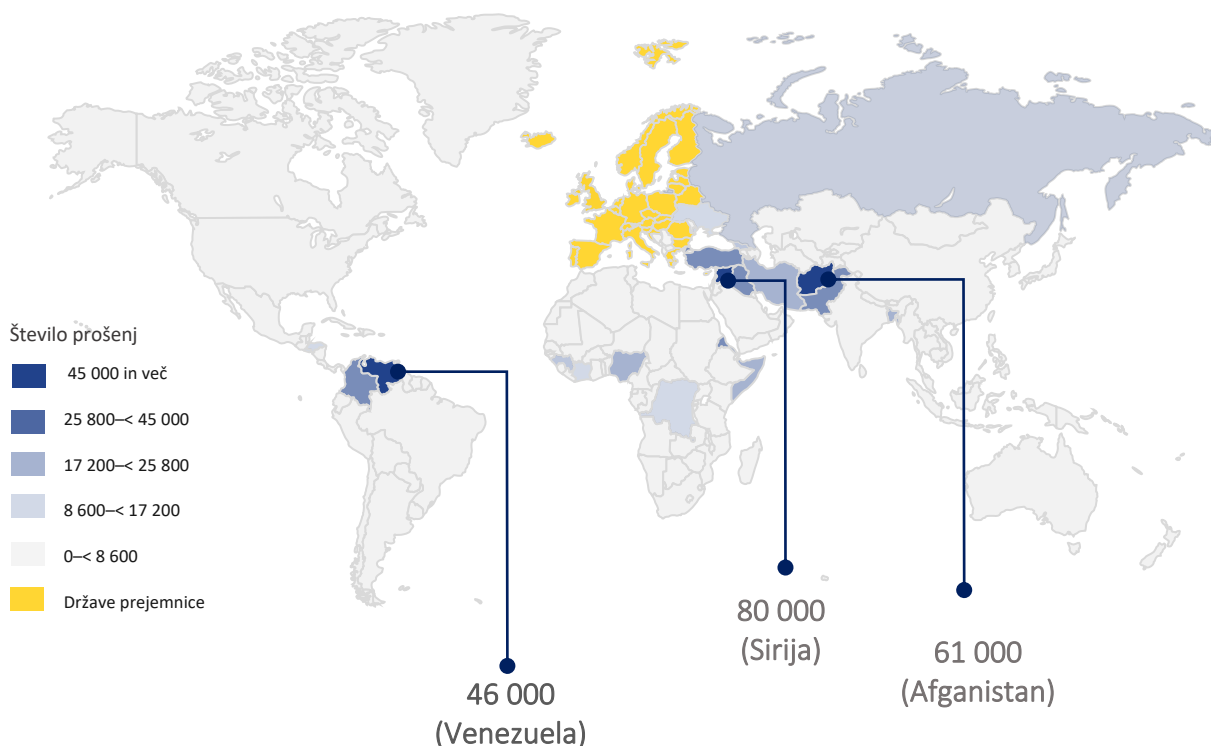 Število prošenj
45 000 in več
25 800–< 45 000
17 200–< 25 800
8 600–< 17 200
0–< 8 600
Države prejemnice
80 000
(Sirija)
61 000
(Afganistan)
46 000
(Venezuela)